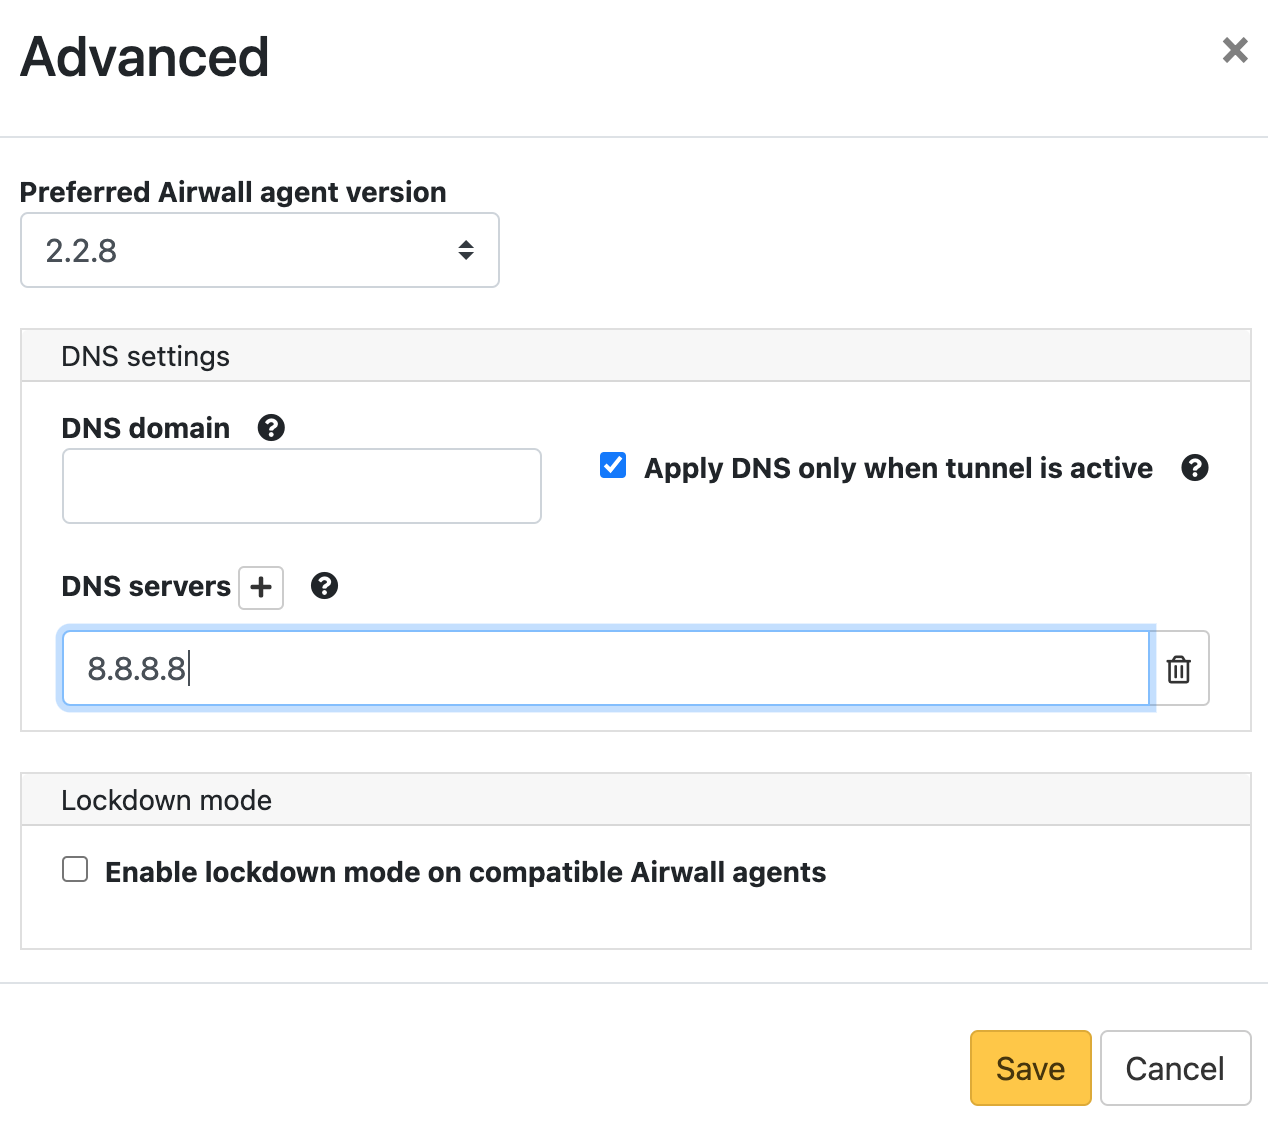 Advanced
Preferred Airwall agent version
2.2.8
DNS settings
DNS domain
Apply DNS only when tunnel is active
DNS servers
8.8.8.8
Lockdown mode
Enable lockdown mode on compatible Airwall agents
Save Cancel